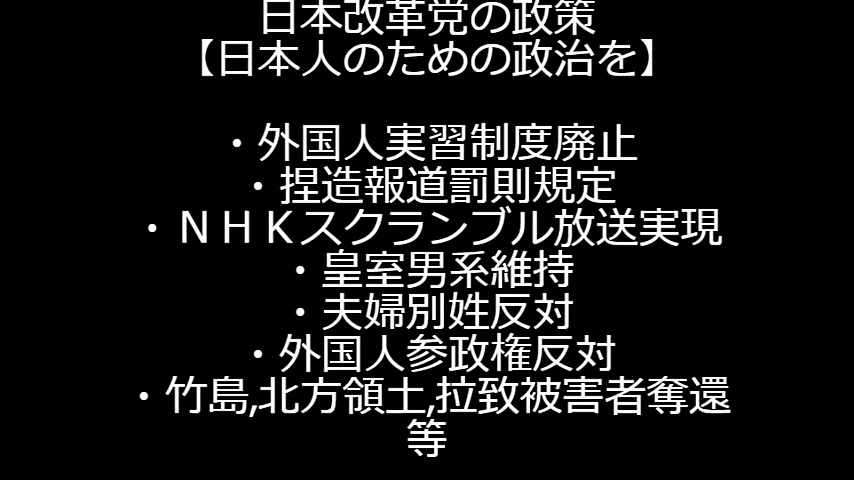 日本改革党の政策
【日本人のための政治を】
・外国人実習制度廃止
・捏造報道罰則規定
・ＮＨＫスクランブル放送実現
・皇室男系維持
・夫婦別姓反対
・外国人参政権反対
・竹島,北方領土,拉致被害者奪還
等